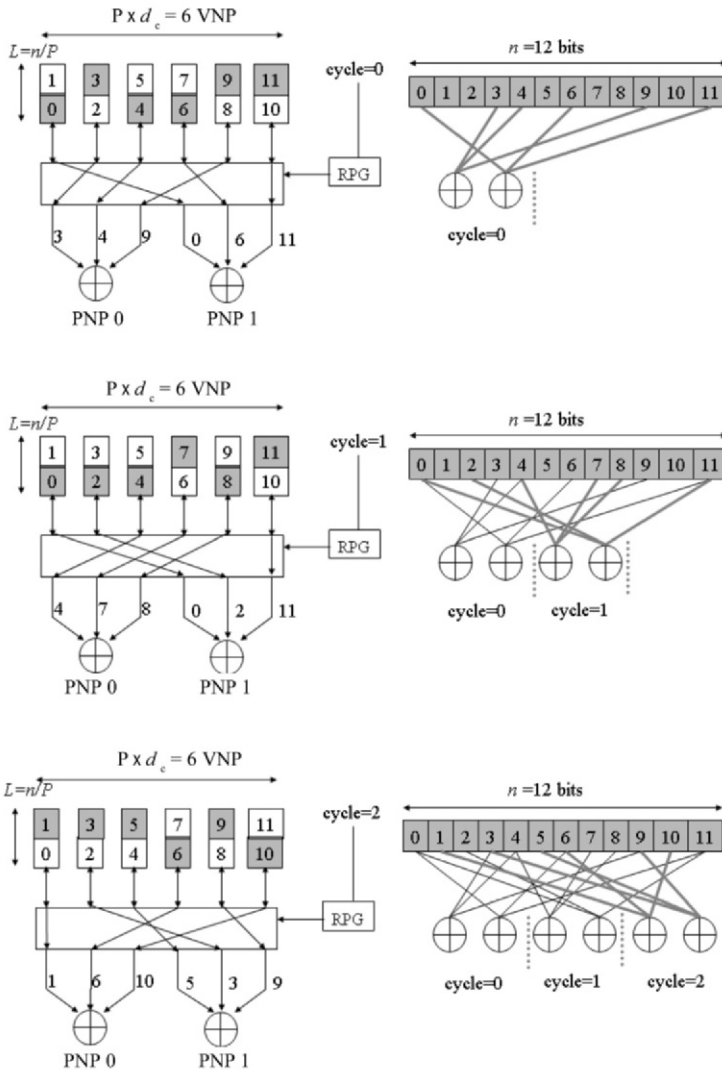 P x d c = 6 VNP
L=n/P
1 3 5 7 9 11
0 2 4 6 8 10
cycle=0
RPG
3 4 9 0 6 11
PNP 0 PNP 1
n =12 bits
0 1 2 3 4 5 6 7 8 9 10 11
cycle=0
P x d c = 6 VNP
L=n/P
1 3 5 7 9 11
0 2 4 6 8 10
cycle=1
RPG
4 7 8 0 2 11
PNP 0 PNP 1
n =12 bits
0 1 2 3 4 5 6 7 8 9 10 11
cycle=0 cycle=1
P x d c = 6 VNP
L=n/P
1 3 5 7 9 11
0 2 4 6 8 10
cycle=2
RPG
1 6 10 5 3 9
PNP 0 PNP 1
n =12 bits
0 1 2 3 4 5 6 7 8 9 10 11
cycle=0 cycle=1 cycle=2